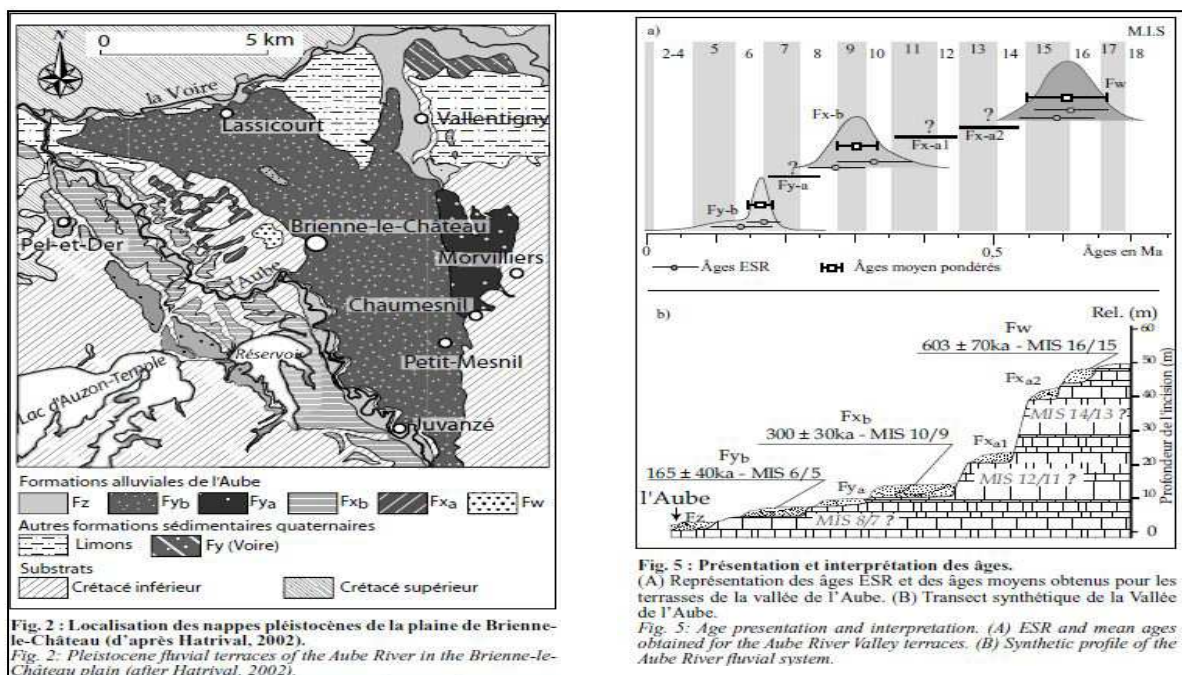 N
0 5 km
la Voire
Lassicourt
Vallentigny
Brienne-le-Château
Pel-et-Der
l'Aube
Morvilliers
Chaumesnil
Petit-Mesnil
Réservoir
Lac d'Auzon-Temple
Juvanzé
Formations alluviales de l'Aube
Fz Fyb Fya Fxb Fxa Fw
Autres formations sédimentaires quaternaires
Limons Fy (Voire)
Substrats
Crétacé inférieur Crétacé supérieur
Fig. 2 : Localisation des nappes pléistocènes de la plaine de Brienne-
le-Château (d'après Hatrival, 2002).
Fig. 2: Pleistocene fluvial terraces of the Aube River in the Brienne-le-
Château plain (after Hatrival, 2002).
a) M.I.S
2-4 5 6 7 8 9 10 11 12 13 14 15 16 17 18
Fw
Fx-b
?
Fx-a1
?
Fx-a2
?
Fy-a
Fy-b
0 0,5 Âges en Ma
Âges ESR Âges moyen pondérés
b) Rel. (m)
Fw
603 ± 70ka - MIS 16/15
Fxa2
MIS 14/13 ?
Fxb
300 ± 30ka - MIS 10/9
Fxa1
MIS 12/11 ?
Fyb
165 ± 40ka - MIS 6/5
Fya
MIS 8/7 ?
l'Aube
Fz
60
50
40
30
20
10
0
Profondeur de l'incision (m)
Fig. 5 : Présentation et interprétation des âges.
(A) Représentation des âges ESR et des âges moyens obtenus pour les
terrasses de la vallée de l'Aube. (B) Transect synthétique de la Vallée
de l'Aube.
Fig. 5: Age presentation and interpretation. (A) ESR and mean ages
obtained for the Aube River Valley terraces. (B) Synthetic profile of the
Aube River fluvial system.